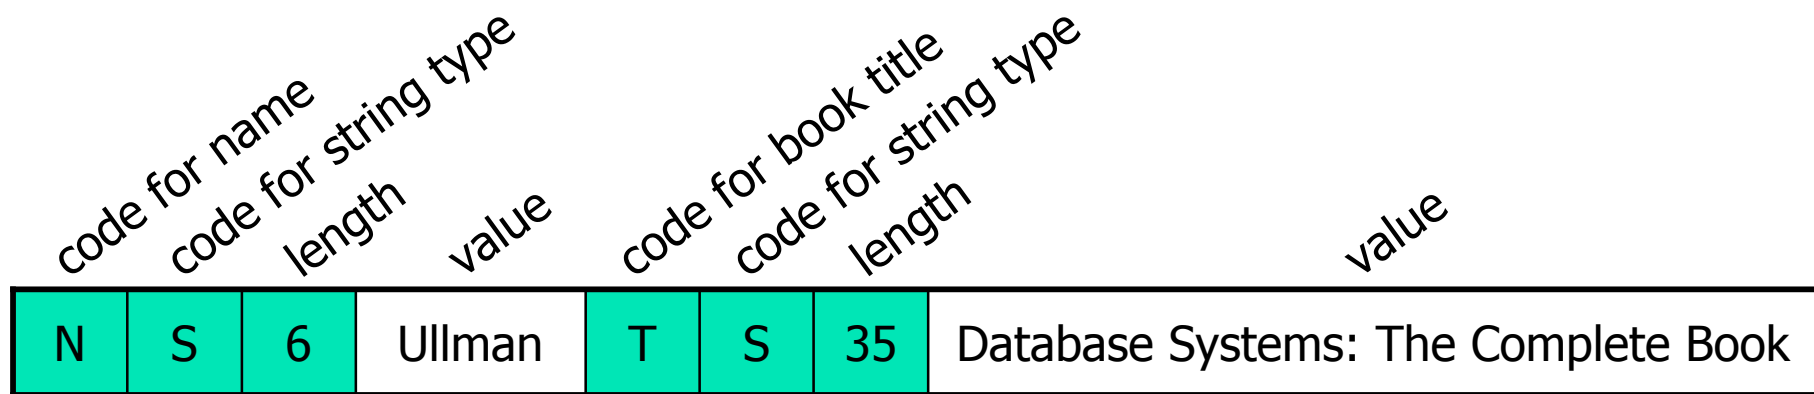 code for name
code for string type
length
value
code for book title
code for string type
length
value
N S 6 Ullman T S 35 Database Systems: The Complete Book